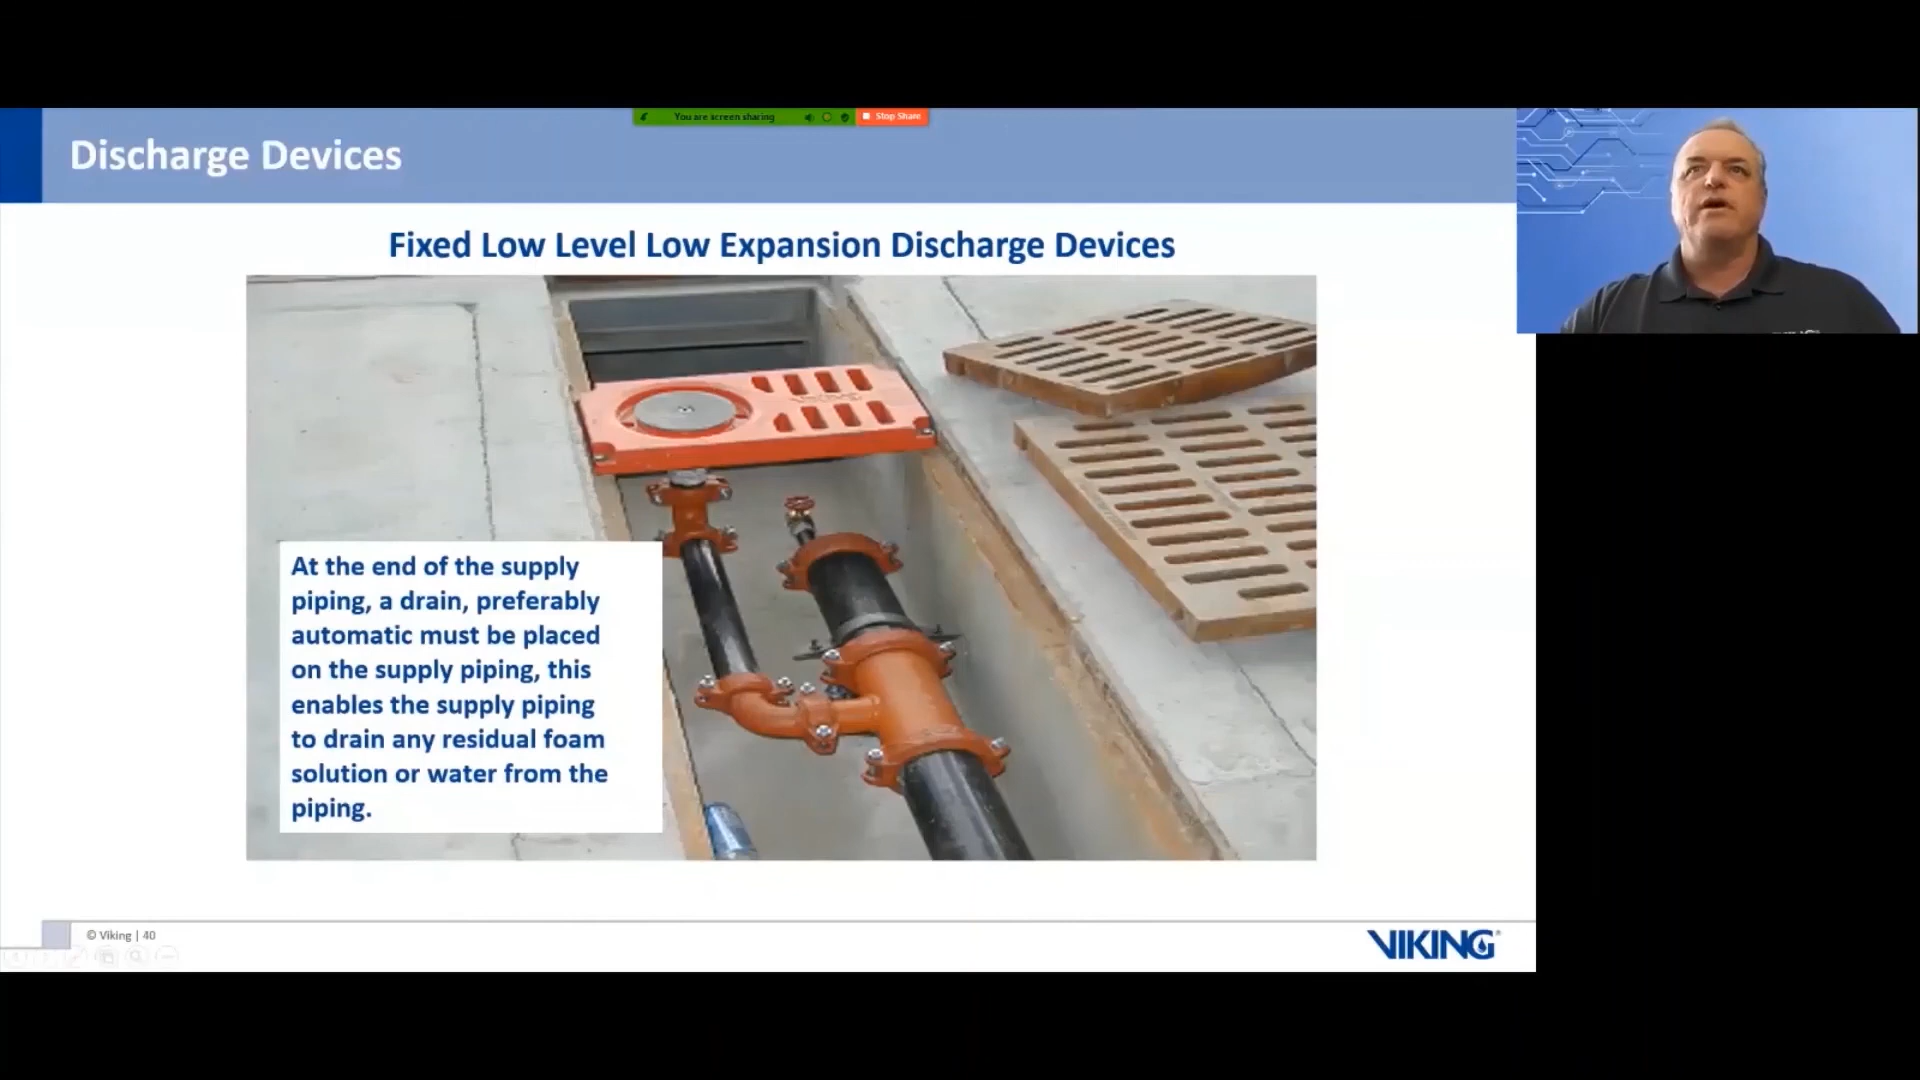 You are screen sharing
Stop Share
Discharge Devices
Fixed Low Level Low Expansion Discharge Devices
VIKING
At the end of the supply
piping, a drain, preferably
automatic must be placed
on the supply piping, this
enables the supply piping
to drain any residual foam
solution or water from the
piping.
© Viking | 40
VIKING®